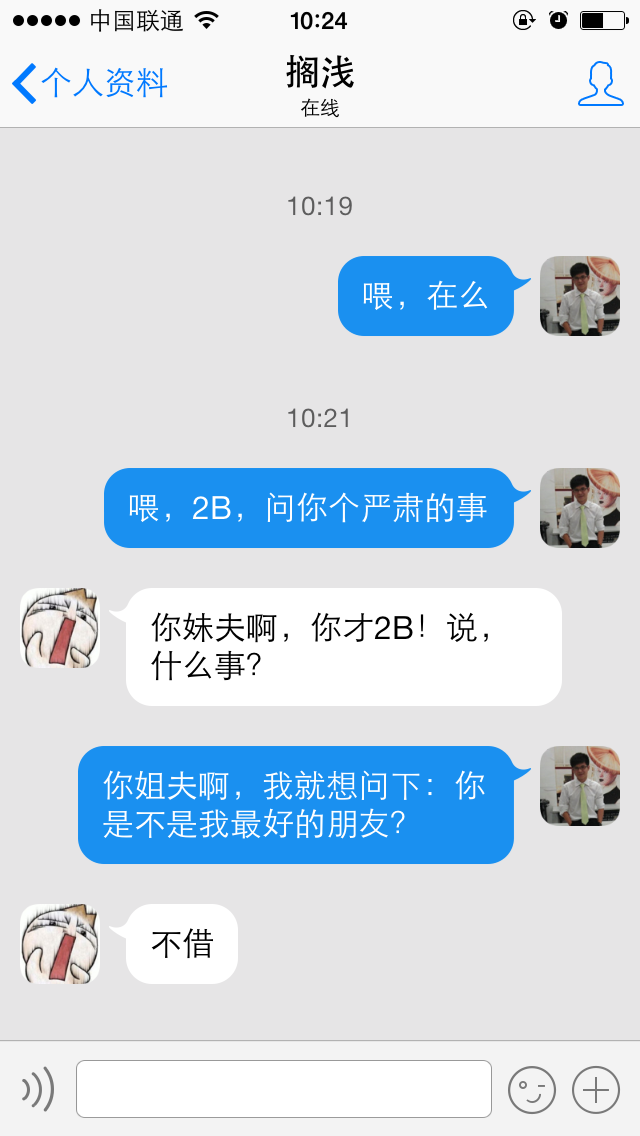 中国联通
10:24
个人资料
搁浅
在线
10:19
喂，在么
10:21
喂，2B，问你个严肃的事
你妹夫啊，你才2B！说，
什么事？
你姐夫啊，我就想问下：你
是不是我最好的朋友？
不借